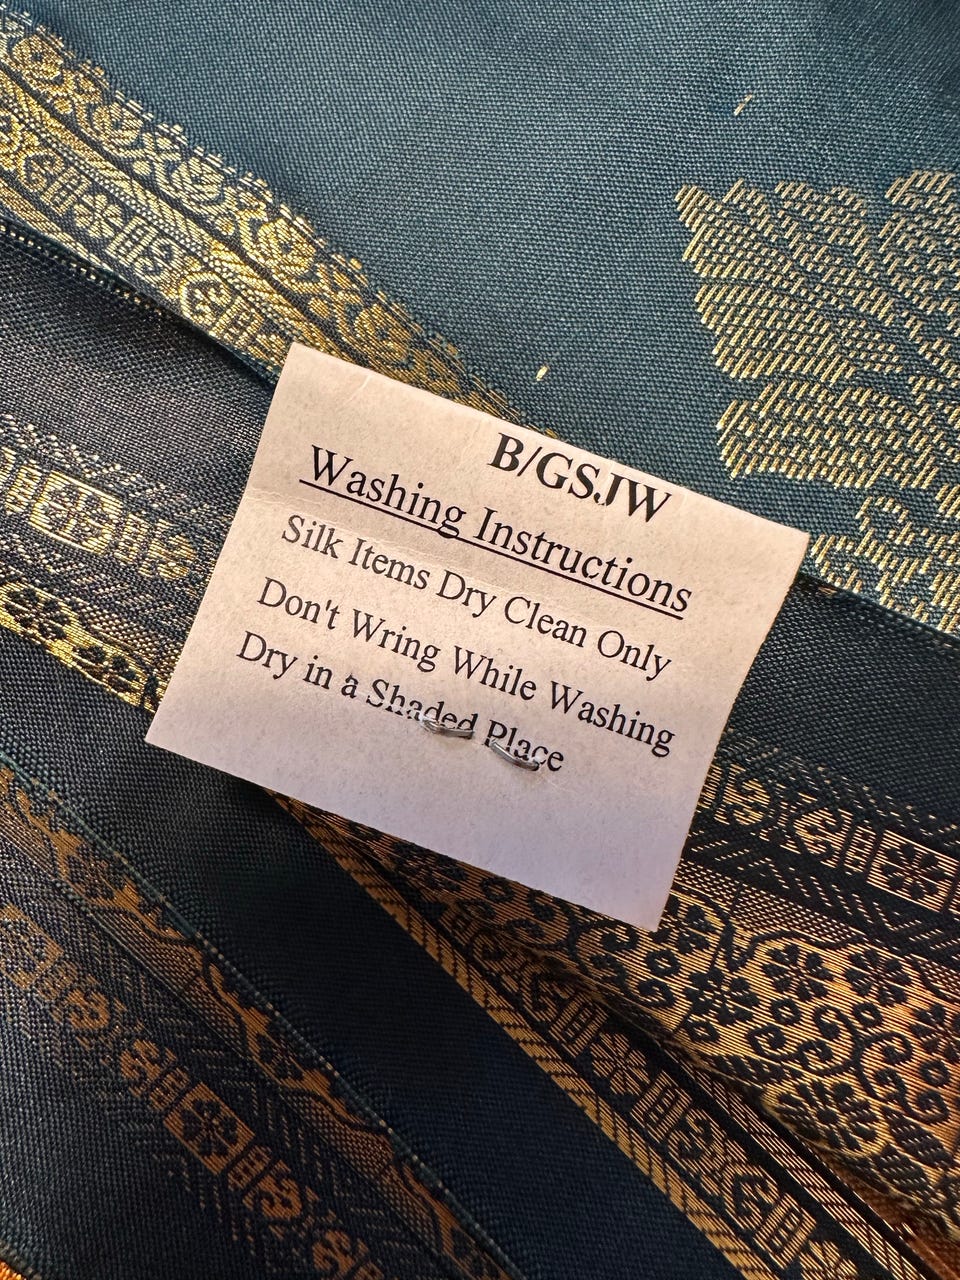 B/GSJW
Washing Instructions
Silk Items Dry Clean Only
Don't Wring While Washing
Dry in a Shaded Place